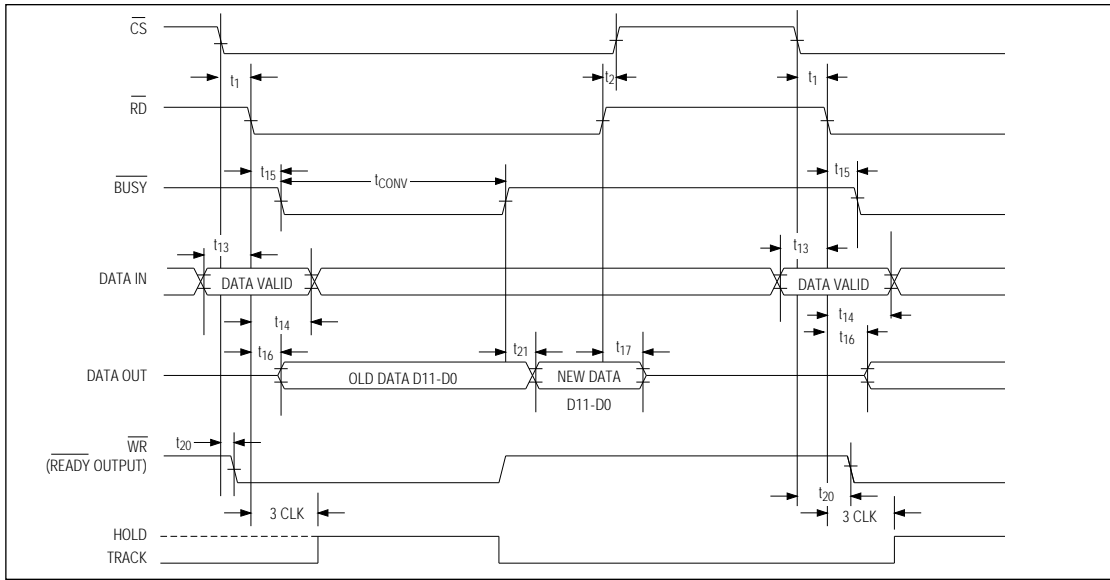 CS
t1
t2
t1
RD
t15
tCONV
t15
BUSY
t13
t13
DATA IN
DATA VALID
DATA VALID
t14
t14
t16
t21
t17
t16
DATA OUT
OLD DATA D11-D0
NEW DATA
D11-D0
WR
t20
(READY OUTPUT)
t20
3 CLK
3 CLK
HOLD
TRACK